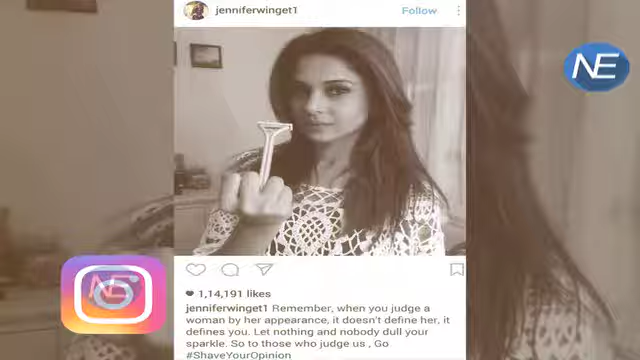 jenniferwinget1
Follow
NE
1,14,191 likes
jenniferwinget1 Remember, when you judge a
woman by her appearance, it doesn't define her, it
defines you. Let nothing and nobody dull your
sparkle. So to those who judge us , Go
#ShaveYourOpinion
NE